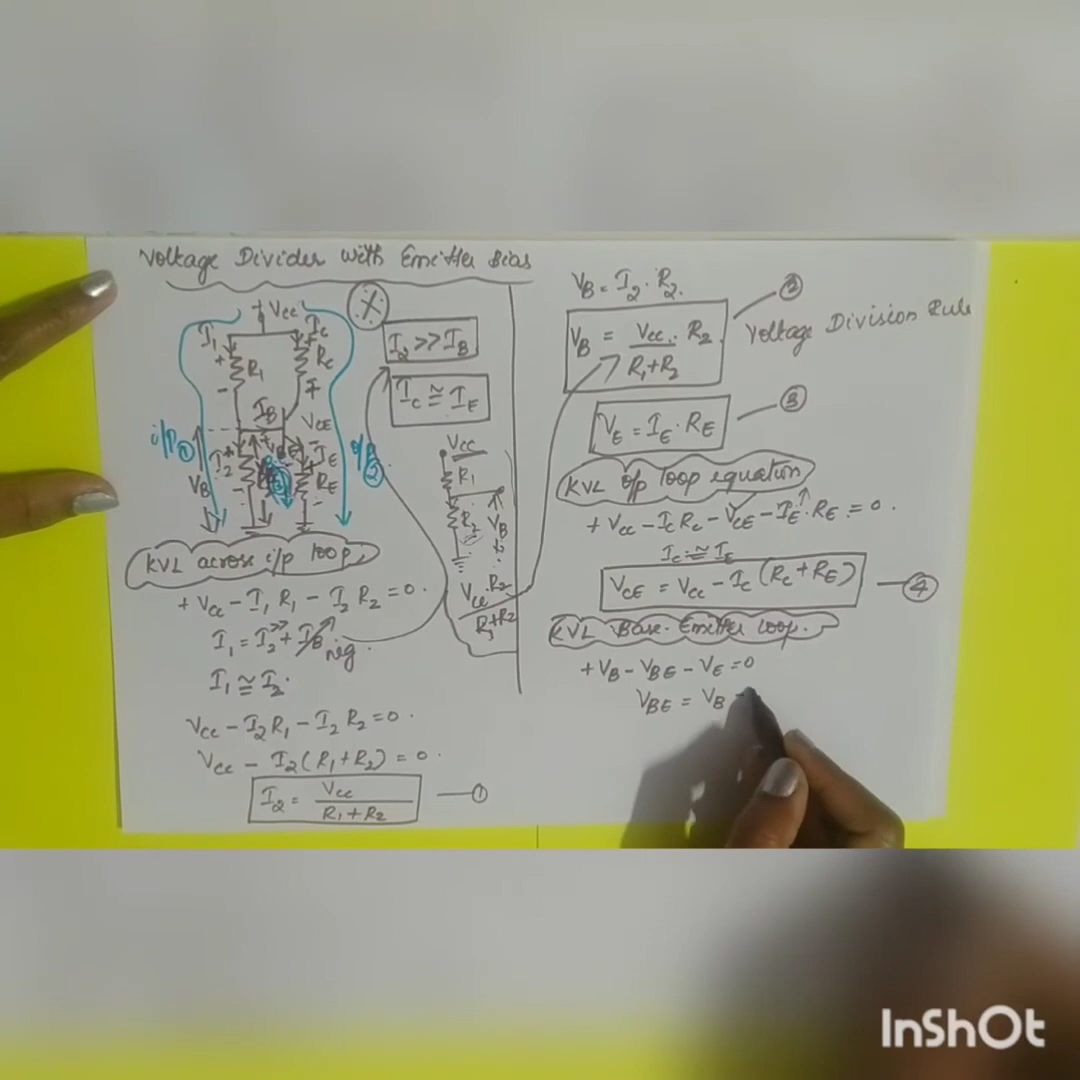 Voltage Divider with Emitter Bias
+Vcc
I1
Ic
+
+
R1
Rc
-
IB
VCE
i/p ①
I2
IE
o/p ②
VB
RE
X
I2 >> IB
Ic ≅ IE
Vcc
R1
R2
VB
Vcc.R2
R1+R2
KVL across i/p loop
+Vcc - I1 R1 - I2 R2 = 0.
I1 = I2 + IB neg.
I1 ≅ I2.
Vcc - I2R1 - I2 R2 = 0.
Vcc - I2(R1+R2) = 0.
I2 = Vcc / R1+R2 —①
VB = I2 . R2.
VB = Vcc . R2 / R1+R2 —②
Voltage Division Rule
VE = IE . RE —③
KVL o/p loop equation
+Vcc - IcRc - VCE - IE . RE = 0.
Ic ≅ IE
VCE = Vcc - Ic (Rc+RE) —④
KVL Base-Emitter loop.
+VB - VBE - VE = 0
VBE = VB -
InShOt